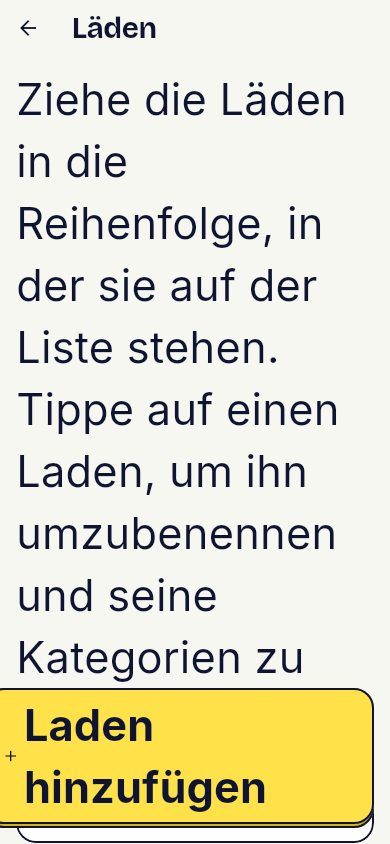 Läden
Ziehe die Läden
in die
Reihenfolge, in
der sie auf der
Liste stehen.
Tippe auf einen
Laden, um ihn
umzubenennen
und seine
Kategorien zu
+ Laden
hinzufügen